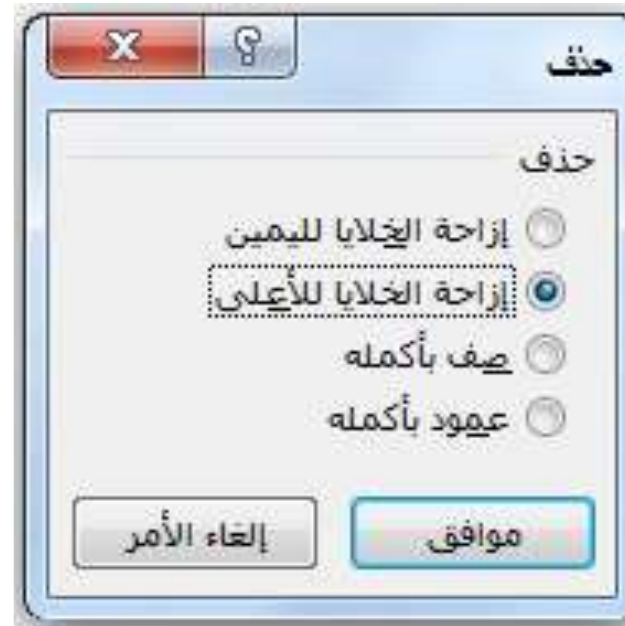 حذف
حذف
إزاحة الخلايا لليمين
إزاحة الخلايا للأعلى
صف بأكمله
عمود بأكمله
موافق
إلغاء الأمر